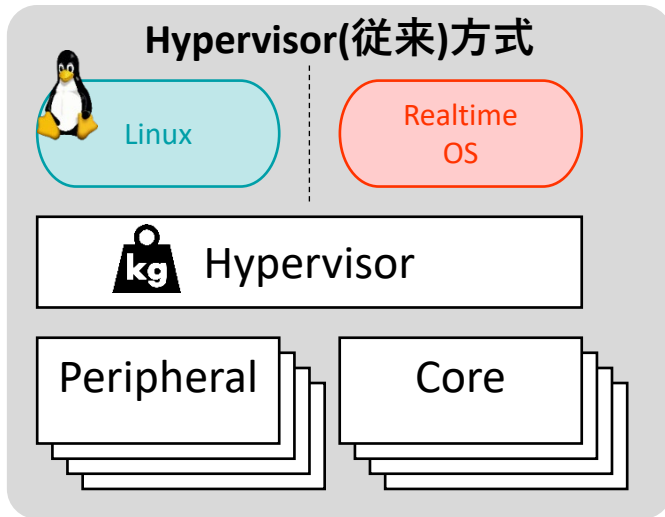 Hypervisor(従来)方式
Linux
Realtime
OS
kg
Hypervisor
Peripheral
Core